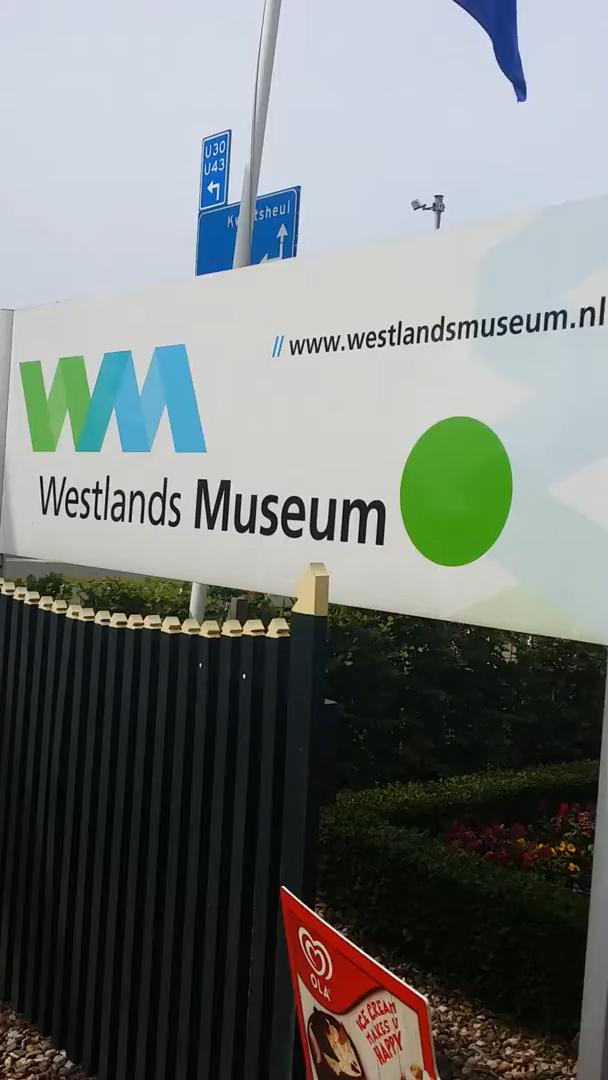 U30
U43
//www.westlandsmuseum.nl
WM
Westlands Museum
OLA
ICE CREAM
MAKES U
HAPPY